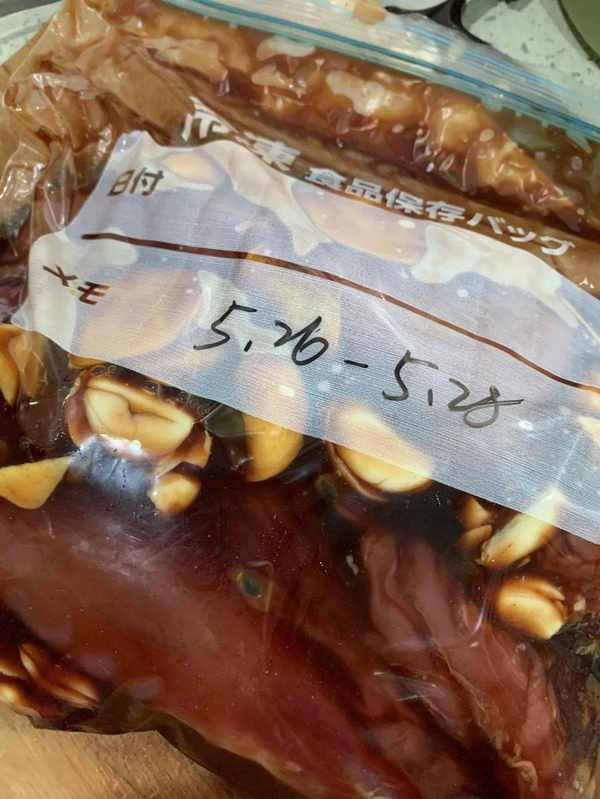 冷凍 食品保存バッグ
日付
メモ
5.26-5.28